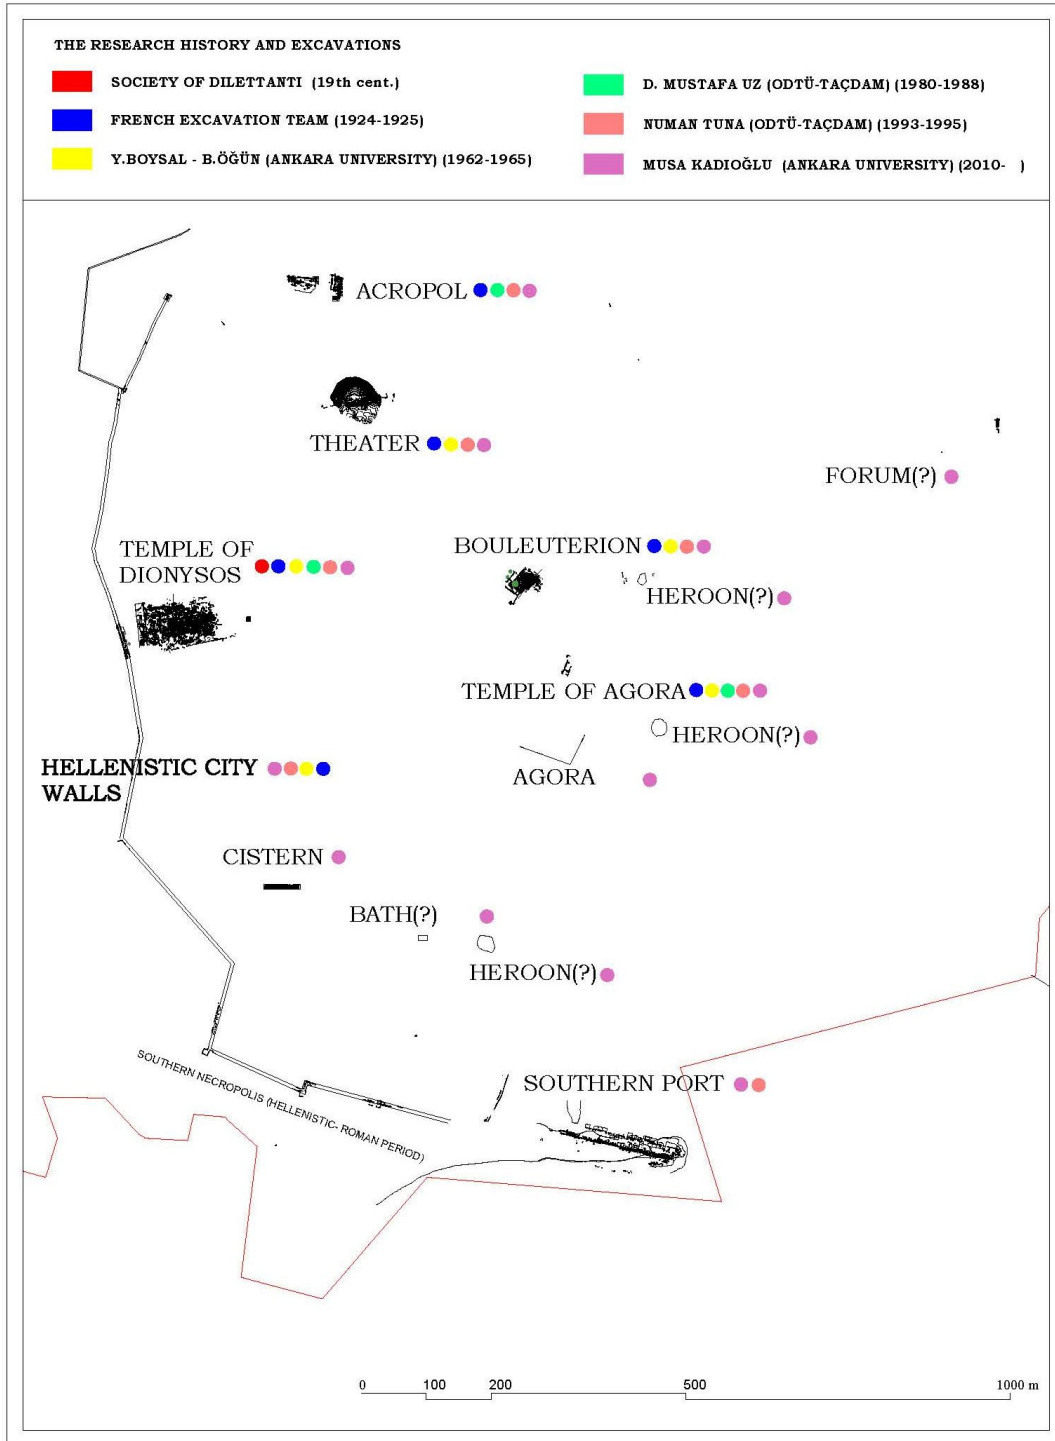 THE RESEARCH HISTORY AND EXCAVATIONS
SOCIETY OF DILETTANTI (19th cent.)
FRENCH EXCAVATION TEAM (1924-1925)
Y.BOYSAL - B.ÖĞÜN (ANKARA UNIVERSITY) (1962-1965)
D. MUSTAFA UZ (ODTÜ-TAÇDAM) (1980-1988)
NUMAN TUNA (ODTÜ-TAÇDAM) (1993-1995)
MUSA KADIOĞLU (ANKARA UNIVERSITY) (2010- )
ACROPOL
THEATER
FORUM(?)
TEMPLE OF
DIONYSOS
BOULEUTERION
HEROON(?)
TEMPLE OF AGORA
HEROON(?)
AGORA
HELLENISTIC CITY
WALLS
CISTERN
BATH(?)
HEROON(?)
SOUTHERN PORT
SOUTHERN NECROPOLIS (HELLENISTIC- ROMAN PERIOD)
0 100 200 500 1000 m